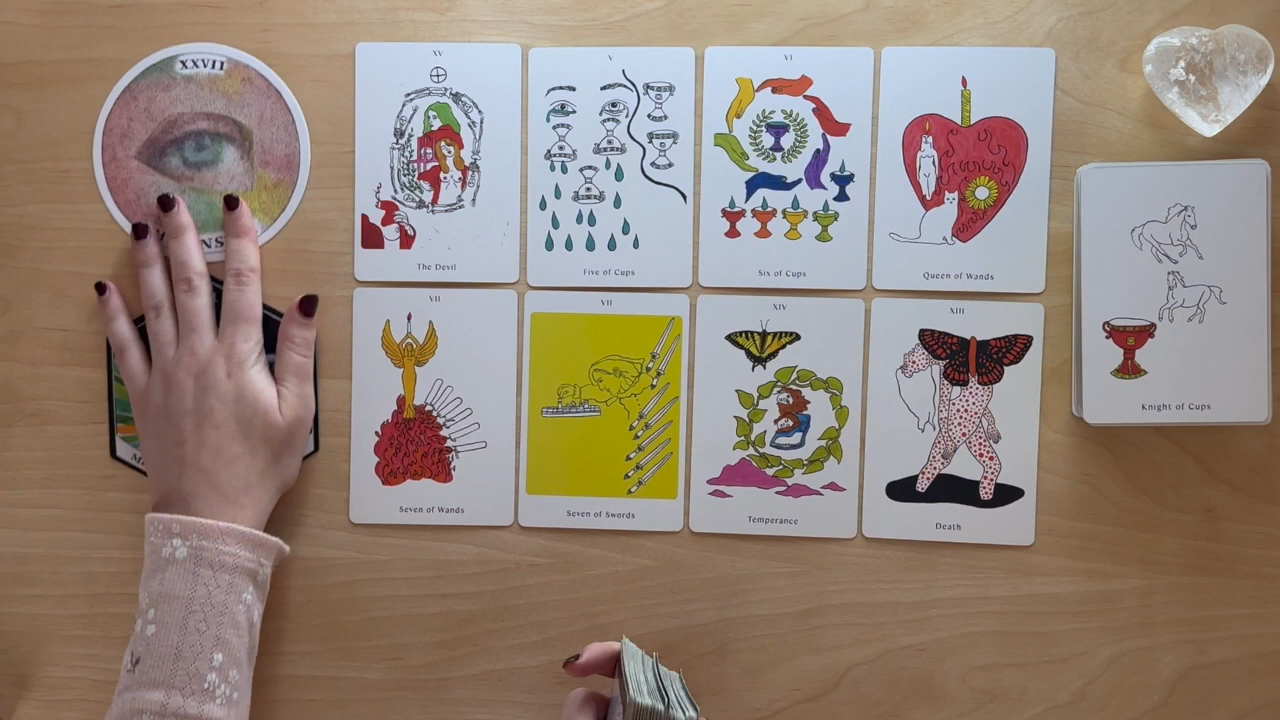 XXVII
NS
XV
The Devil
V
Five of Cups
VI
Six of Cups
Queen of Wands
VII
Seven of Wands
VII
Seven of Swords
XIV
Temperance
XIII
Death
Knight of Cups